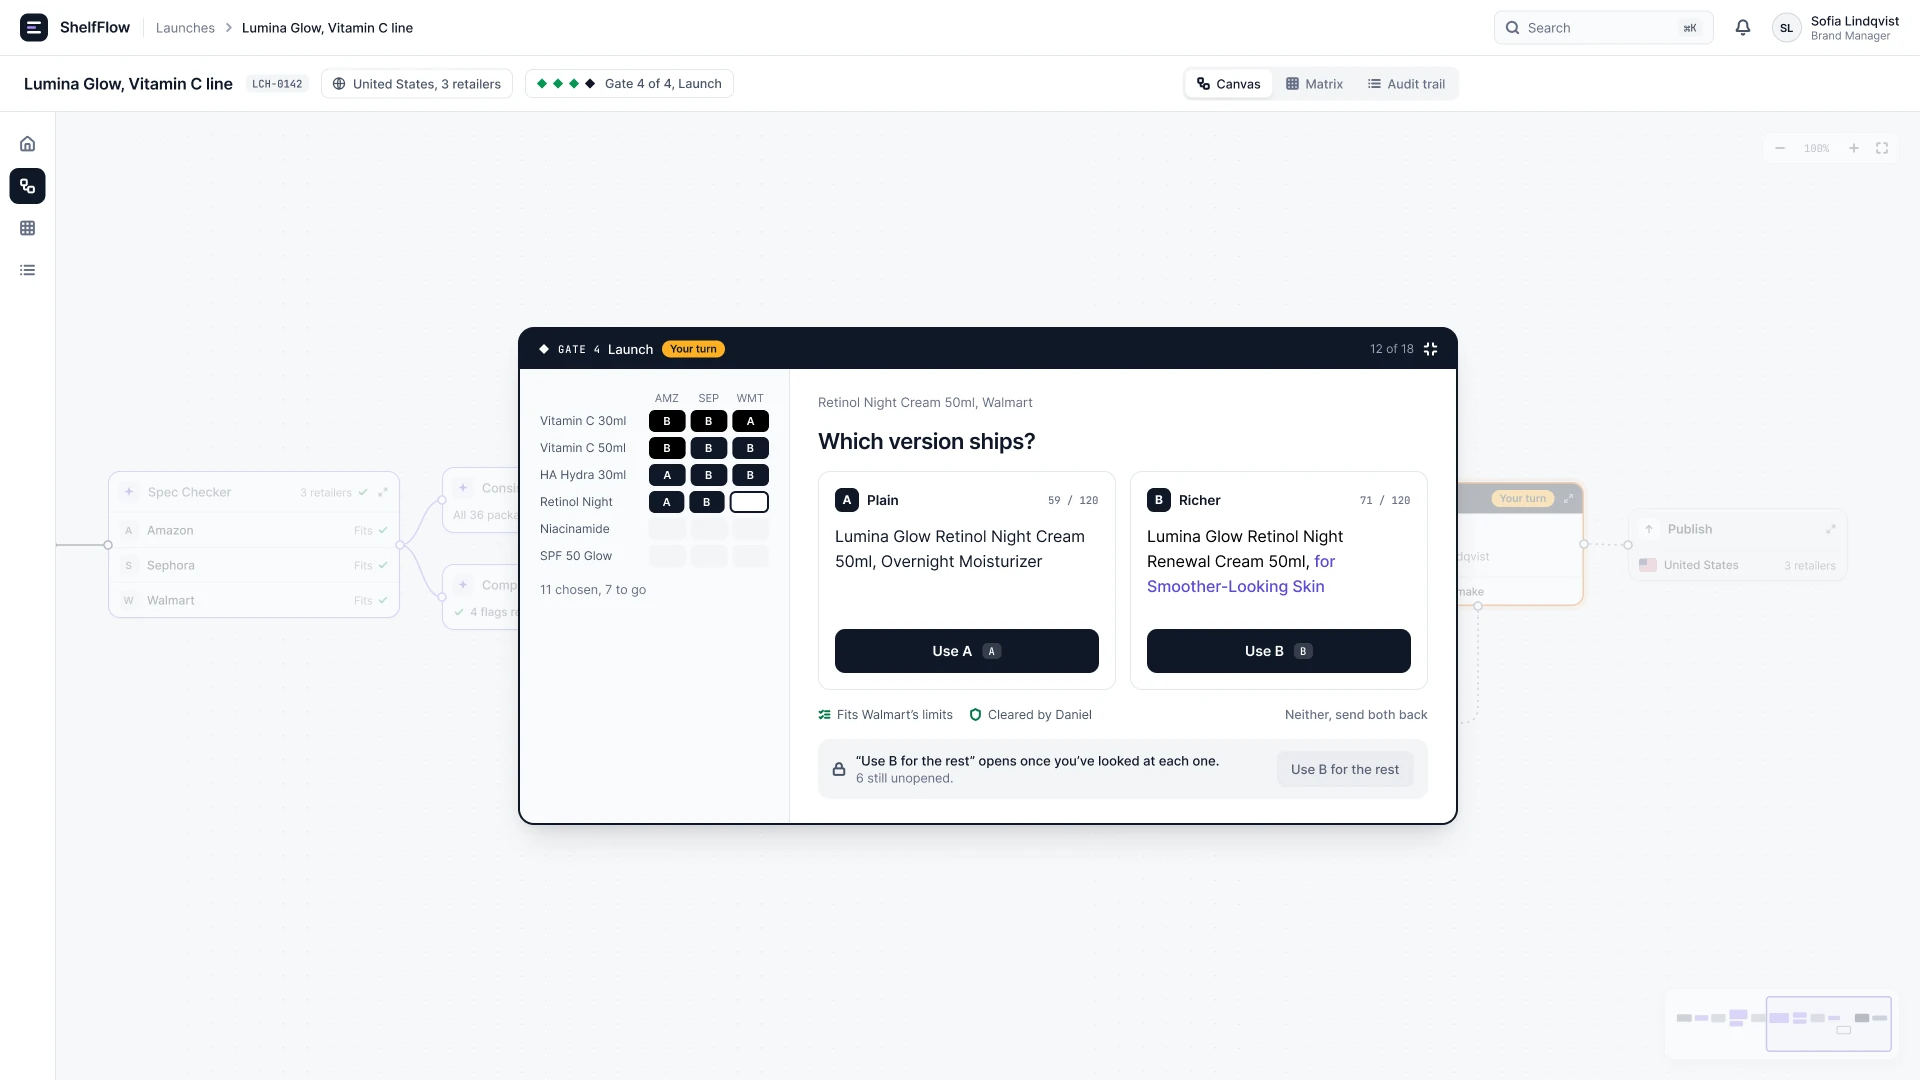 ShelfFlow
Launches
Lumina Glow, Vitamin C line
Search
⌘K
SL
Sofia Lindqvist
Brand Manager
Lumina Glow, Vitamin C line
LCH-0142
United States, 3 retailers
Gate 4 of 4, Launch
Canvas
Matrix
Audit trail
100%
GATE 4 Launch
Your turn
12 of 18
AMZ SEP WMT
Vitamin C 30ml B B A
Vitamin C 50ml B B B
HA Hydra 30ml A B B
Retinol Night A B
Niacinamide
SPF 50 Glow
11 chosen, 7 to go
Retinol Night Cream 50ml, Walmart
Which version ships?
A Plain 59 / 120
Lumina Glow Retinol Night Cream
50ml, Overnight Moisturizer
Use A A
B Richer 71 / 120
Lumina Glow Retinol Night
Renewal Cream 50ml, for
Smoother-Looking Skin
Use B B
Fits Walmart’s limits
Cleared by Daniel
Neither, send both back
“Use B for the rest” opens once you’ve looked at each one.
6 still unopened.
Use B for the rest
Spec Checker 3 retailers
A Amazon Fits
S Sephora Fits
W Walmart Fits
All 36
4 flags
Your turn
make
Publish
United States 3 retailers